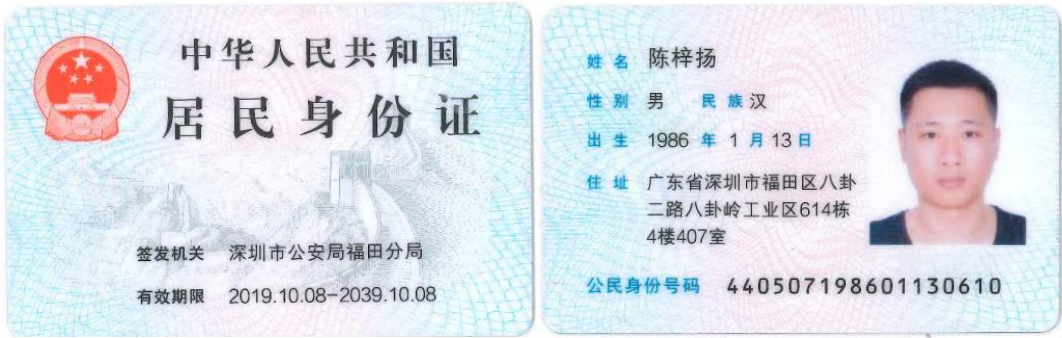 中华人民共和国
居民身份证
签发机关 深圳市公安局福田分局
有效期限 2019.10.08-2039.10.08
姓名 陈梓扬
性别 男 民族 汉
出生 1986 年 1 月 13 日
住址 广东省深圳市福田区八卦
二路八卦岭工业区614栋
4楼407室
公民身份号码 440507198601130610